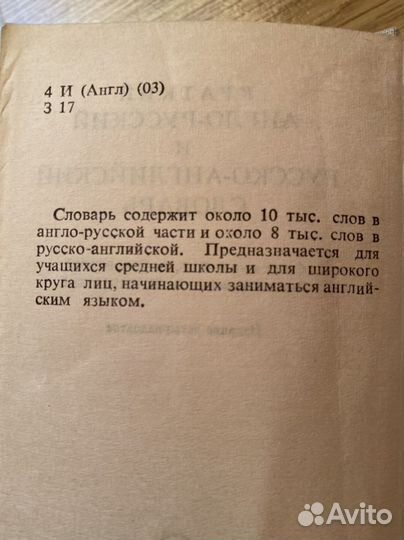 4 И (Англ) (03)
З 17
Словарь содержит около 10 тыс. слов в
англо-русской части и около 8 тыс. слов в
русско-английской. Предназначается для
учащихся средней школы и для широкого
круга лиц, начинающих заниматься англий-
ским языком.
Avito